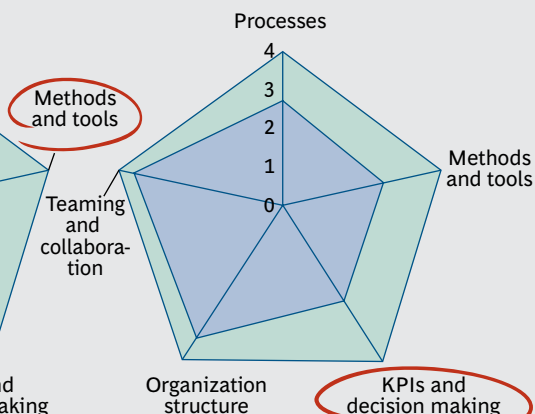 Processes
4
3
2
1
0
Methods
and tools
Methods
and tools
Teaming
and
collabora-
tion
Organization
structure
KPIs and
decision making